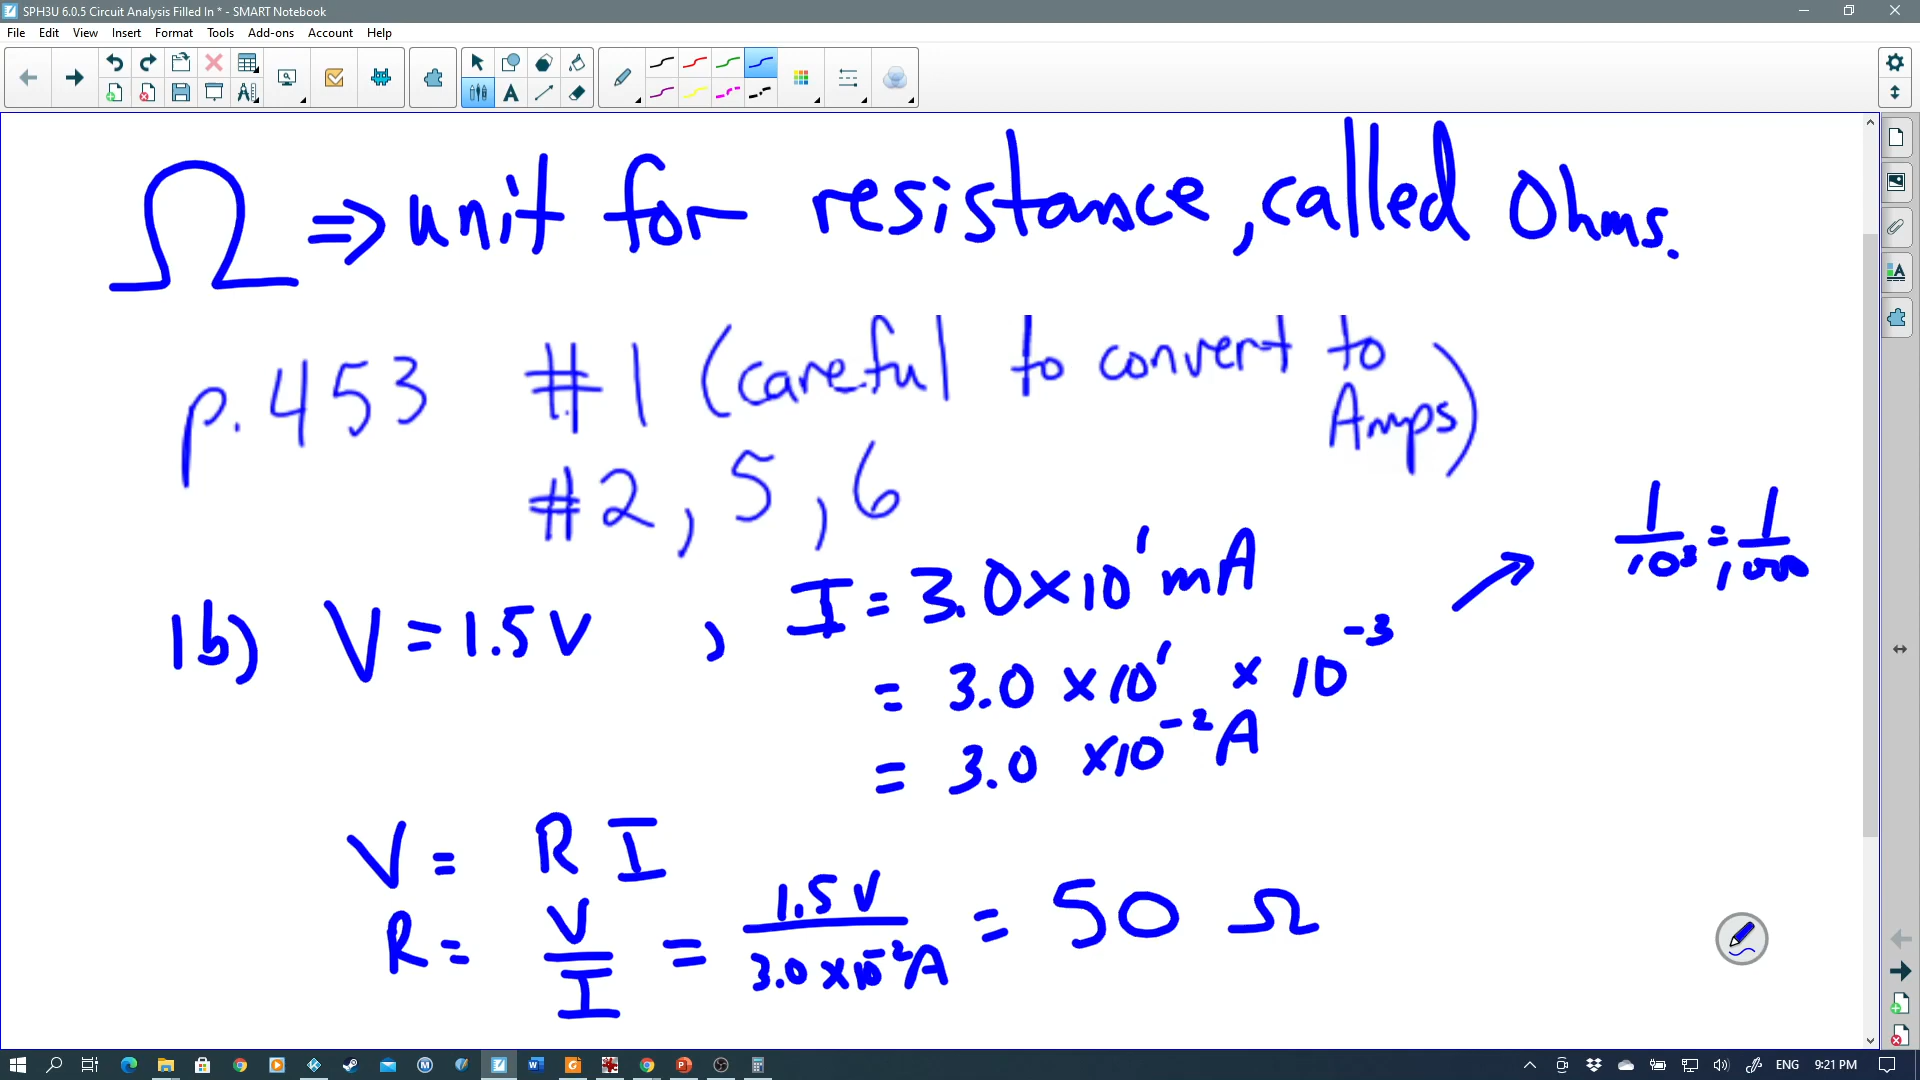 SPH3U 6.0.5 Circuit Analysis Filled In * - SMART Notebook
File Edit View Insert Format Tools Add-ons Account Help
Ω ⇒ unit for resistance, called Ohms.
p.453 #1 (careful to convert to
Amps)
#2, 5, 6
1/10³ = 1/1000
1b) V = 1.5 V , I = 3.0 x 10¹ mA
= 3.0 x 10¹ x 10⁻³
= 3.0 x 10⁻² A
V = R I
R = V/I = 1.5 V / 3.0 x 10⁻² A = 50 Ω
ENG 9:21 PM